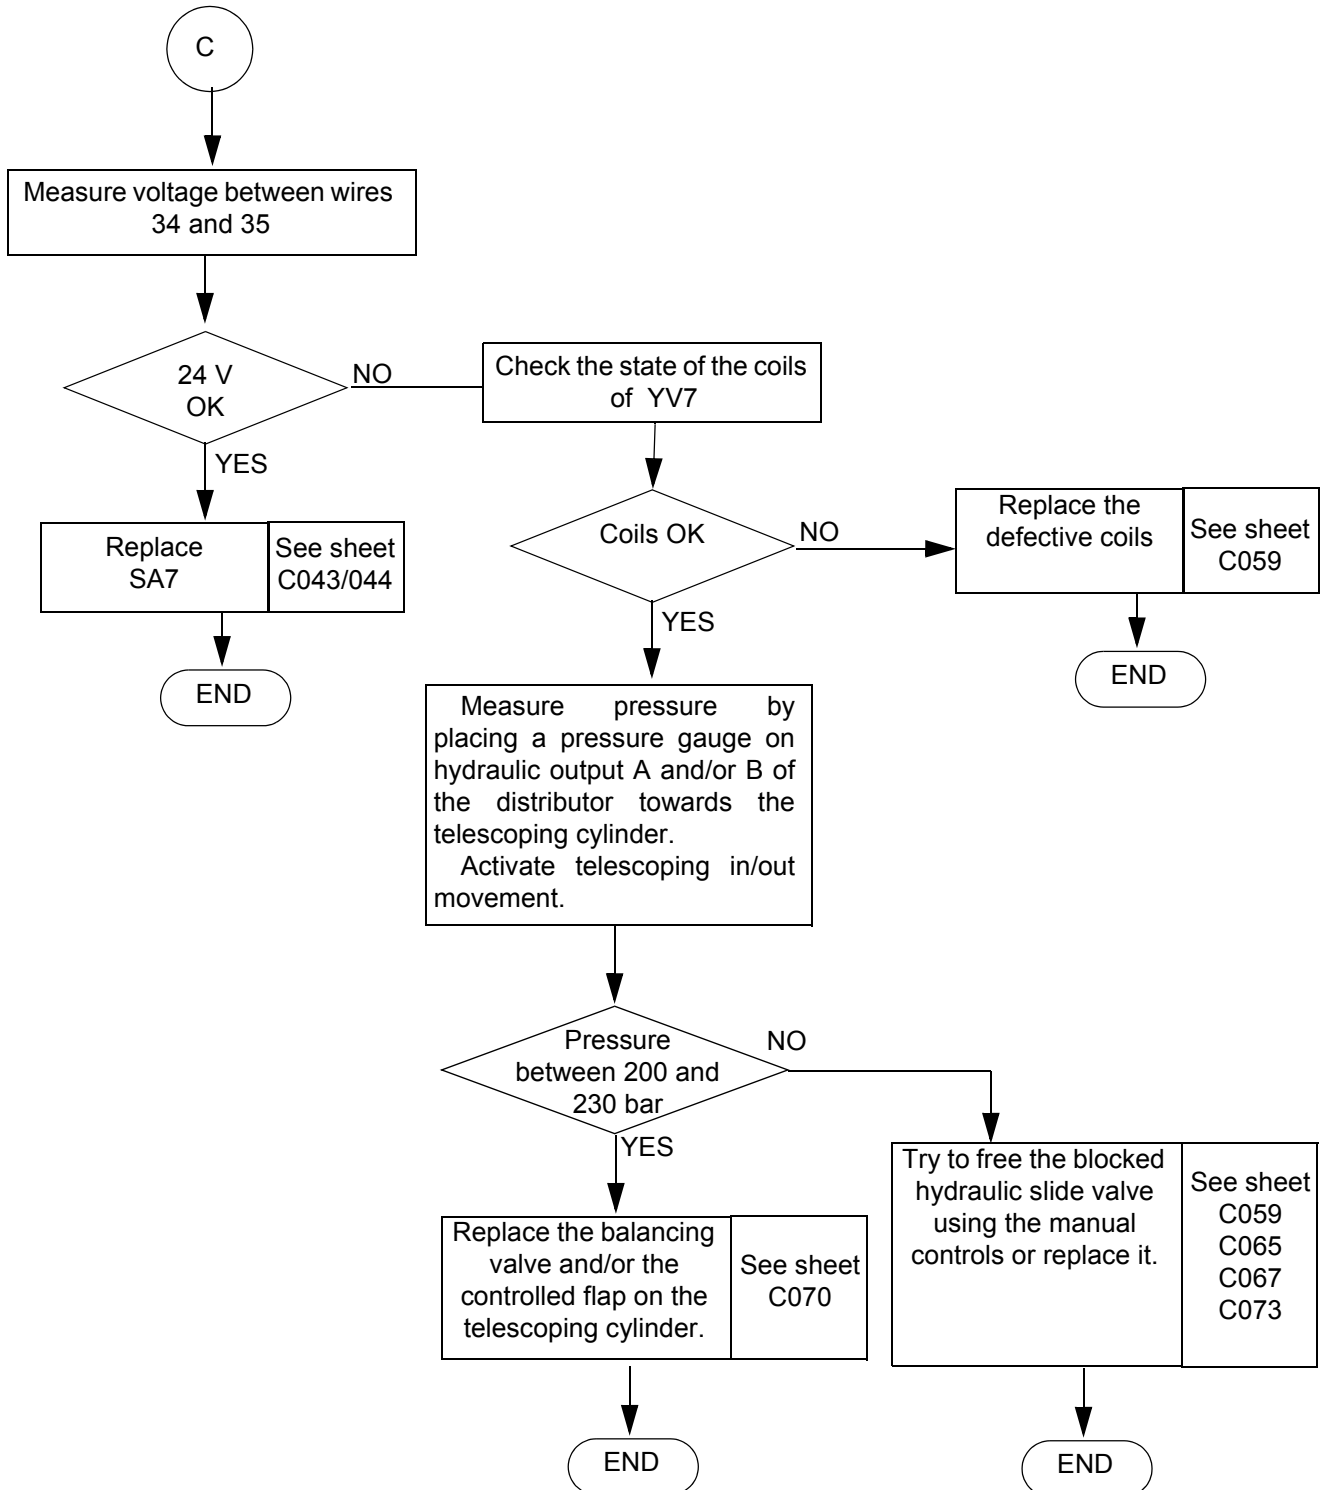 C
Measure voltage between wires
34 and 35
24 V
OK
NO
YES
Replace
SA7
See sheet
C043/044
END
Check the state of the coils
of YV7
Coils OK
NO
Replace the
defective coils
See sheet
C059
END
YES
Measure pressure by
placing a pressure gauge on
hydraulic output A and/or B of
the distributor towards the
telescoping cylinder.
Activate telescoping in/out
movement.
Pressure
between 200 and
230 bar
NO
YES
Replace the balancing
valve and/or the
controlled flap on the
telescoping cylinder.
See sheet
C070
END
Try to free the blocked
hydraulic slide valve
using the manual
controls or replace it.
See sheet
C059
C065
C067
C073
END